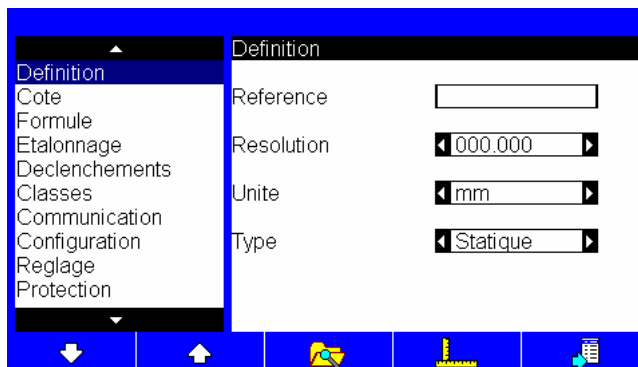 Definition
Cote
Formule
Etalonnage
Declenchements
Classes
Communication
Configuration
Reglage
Protection
Definition
Reference
Resolution 000.000
Unite mm
Type Statique